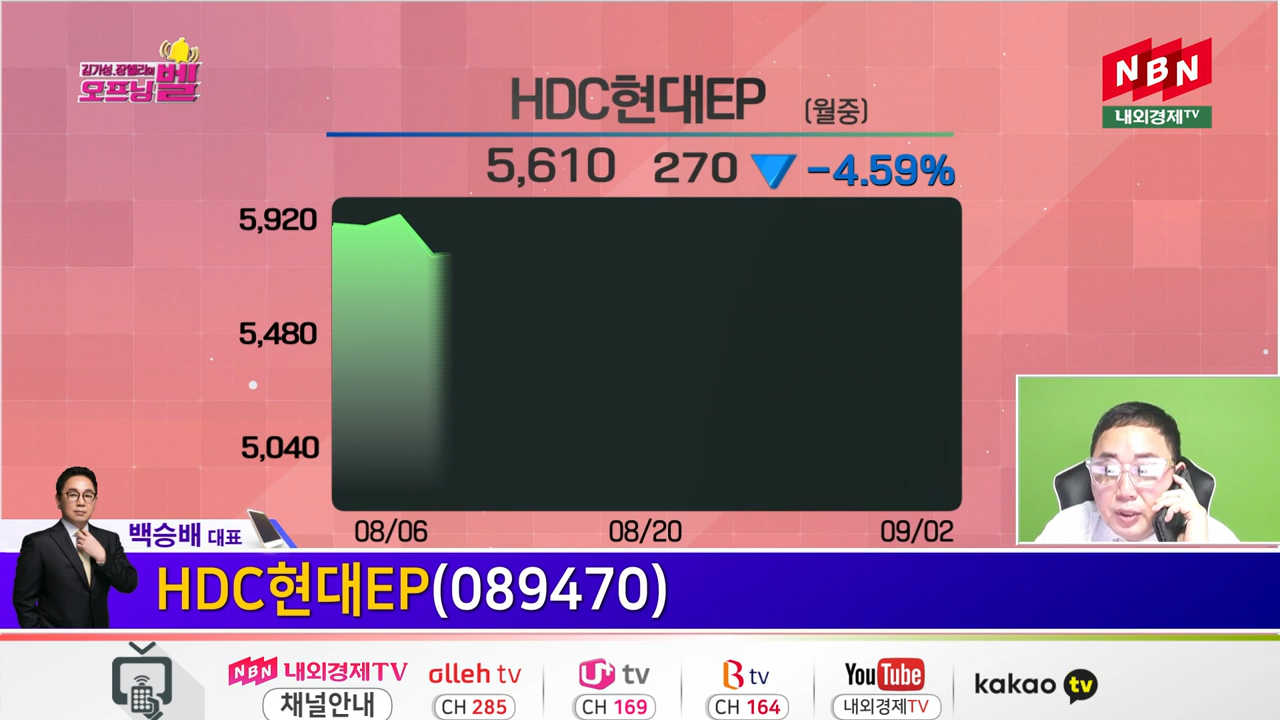 김가성, 장텔리의
오프닝벨
NBN
내외경제TV
HDC현대EP (월중)
5,610 270 ▼ -4.59%
5,920
5,480
5,040
08/06 08/20 09/02
백승배 대표
HDC현대EP(089470)
NBN 내외경제TV
채널안내
olleh tv
CH 285
U+ tv
CH 169
B tv
CH 164
YouTube
내외경제TV
kakao tv